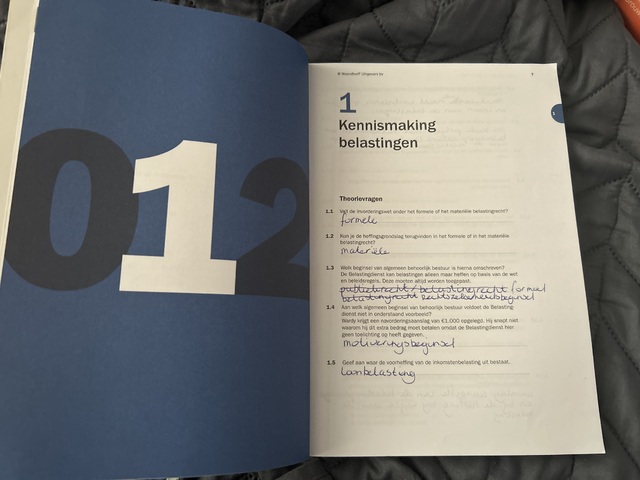 012
© Noordhoff Uitgevers bv
7
1
1
Kennismaking
belastingen
Theorievragen
1.1 Valt de Invorderingswet onder het formele of het materiële belastingrecht?
formele
1.2 Kun je de heffingsgrondslag terugvinden in het formele of in het materiële
belastingrecht?
materiële
1.3 Welk beginsel van algemeen behoorlijk bestuur is hierna omschreven?
De Belastingdienst kan belastingen alleen maar heffen op basis van de wet
en beleidsregels. Deze moeten altijd worden toegepast.
publiekrecht / belastingrecht formeel
belastingrecht rechtszekerheidsbeginsel
1.4 Aan welk algemeen beginsel van behoorlijk bestuur voldoet de Belasting-
dienst niet in onderstaand voorbeeld?
Wardy krijgt een navorderingsaanslag van €1.000 opgelegd. Hij snapt niet
waarom hij dit extra bedrag moet betalen omdat de Belastingdienst hier
geen toelichting op heeft gegeven.
motiveringsbeginsel
1.5 Geef aan waar de voorheffing van de inkomstenbelasting uit bestaat.
loonbelasting